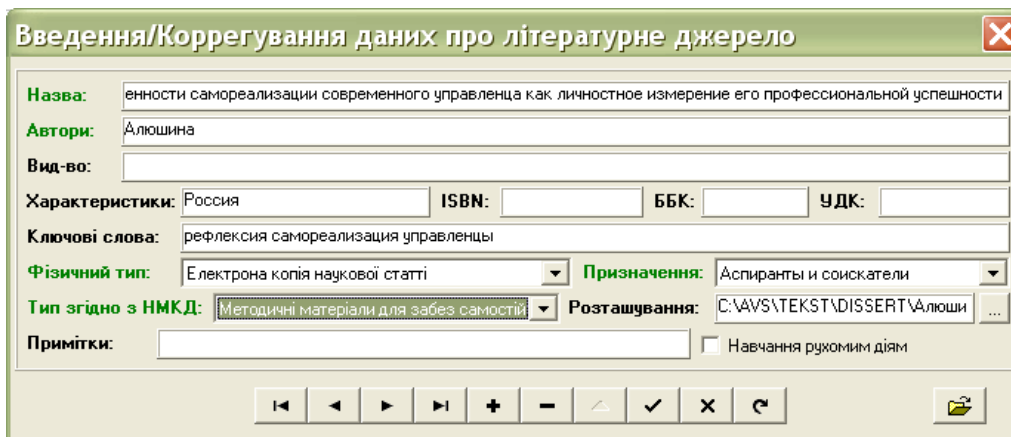 Введення/Коррегування даних про літературне джерело
Назва: енности самореализации современного управленца как личностное измерение его профессиональной успешности
Автори: Алюшина
Вид-во:
Характеристики: Россия ISBN: ББК: УДК:
Ключові слова: рефлексия самореализация управленцы
Фізичний тип: Електрона копія наукової статті Призначення: Аспиранты и соискатели
Тип згідно з НМКД: Методичні матеріали для забез самостій Розташування: C:\AVS\TEKST\DISSERT\Алюши ...
Примітки: Навчання рухомим діям